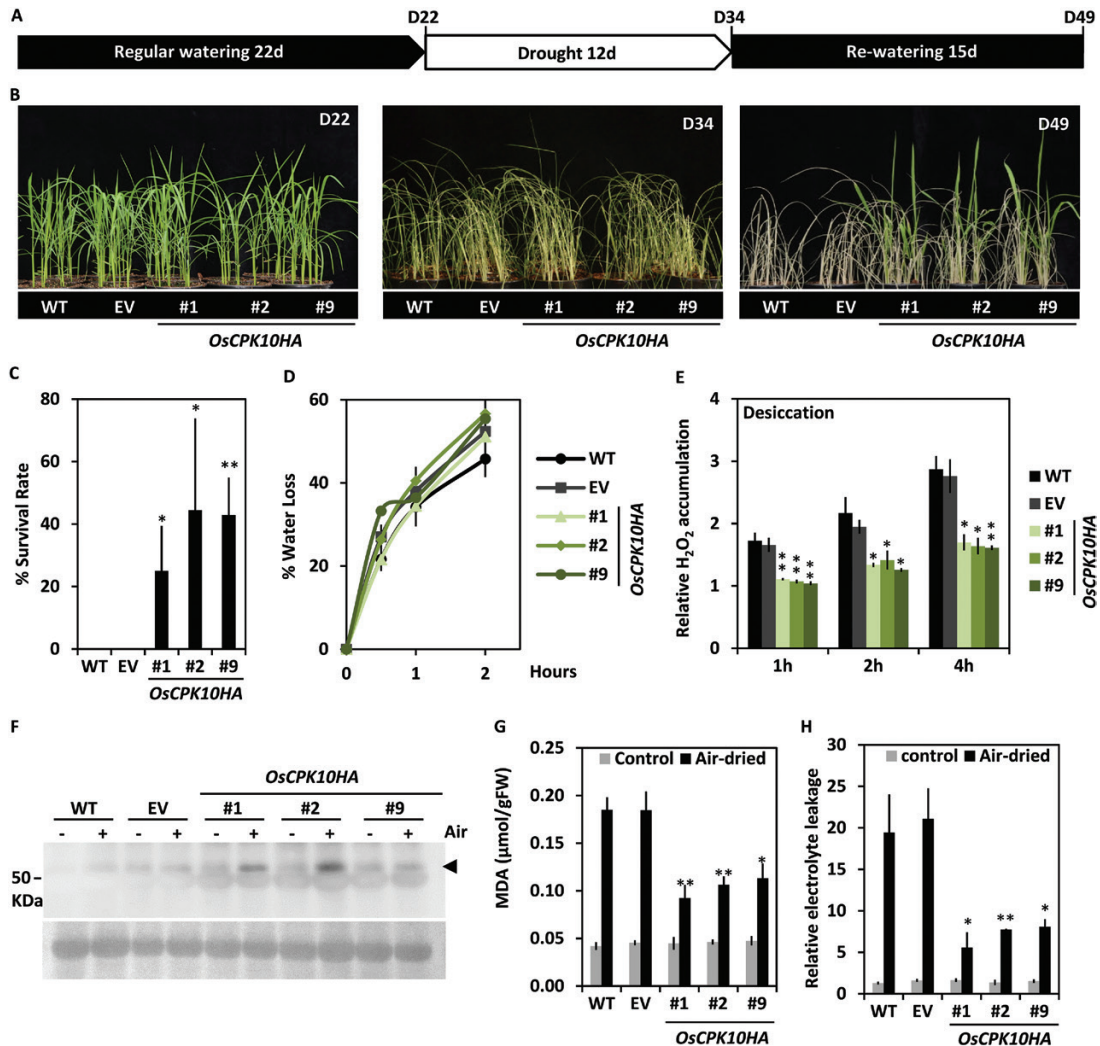 A
D22
D34
D49
Regular watering 22d
Drought 12d
Re-watering 15d
B
D22
D34
D49
WT EV #1 #2 #9
OsCPK10HA
WT EV #1 #2 #9
OsCPK10HA
WT EV #1 #2 #9
OsCPK10HA
C
% Survival Rate
80
60
40
20
0
*
*
**
WT EV #1 #2 #9
OsCPK10HA
D
% Water Loss
60
40
20
0
0 1 2 Hours
WT
EV
#1
#2
#9
OsCPK10HA
E
Desiccation
Relative H₂O₂ accumulation
4
3
2
1
0
** ** **
* * *
* * **
1h 2h 4h
WT
EV
#1
#2
#9
OsCPK10HA
F
OsCPK10HA
WT EV #1 #2 #9
- + - + - + - + - + Air
50 –
KDa
G
MDA (μmol/gFW)
Control Air-dried
0.25
0.20
0.15
0.10
0.05
0.00
** ** *
WT EV #1 #2 #9
OsCPK10HA
H
Relative electrolyte leakage
control Air-dried
30
25
20
15
10
5
0
* ** *
WT EV #1 #2 #9
OsCPK10HA